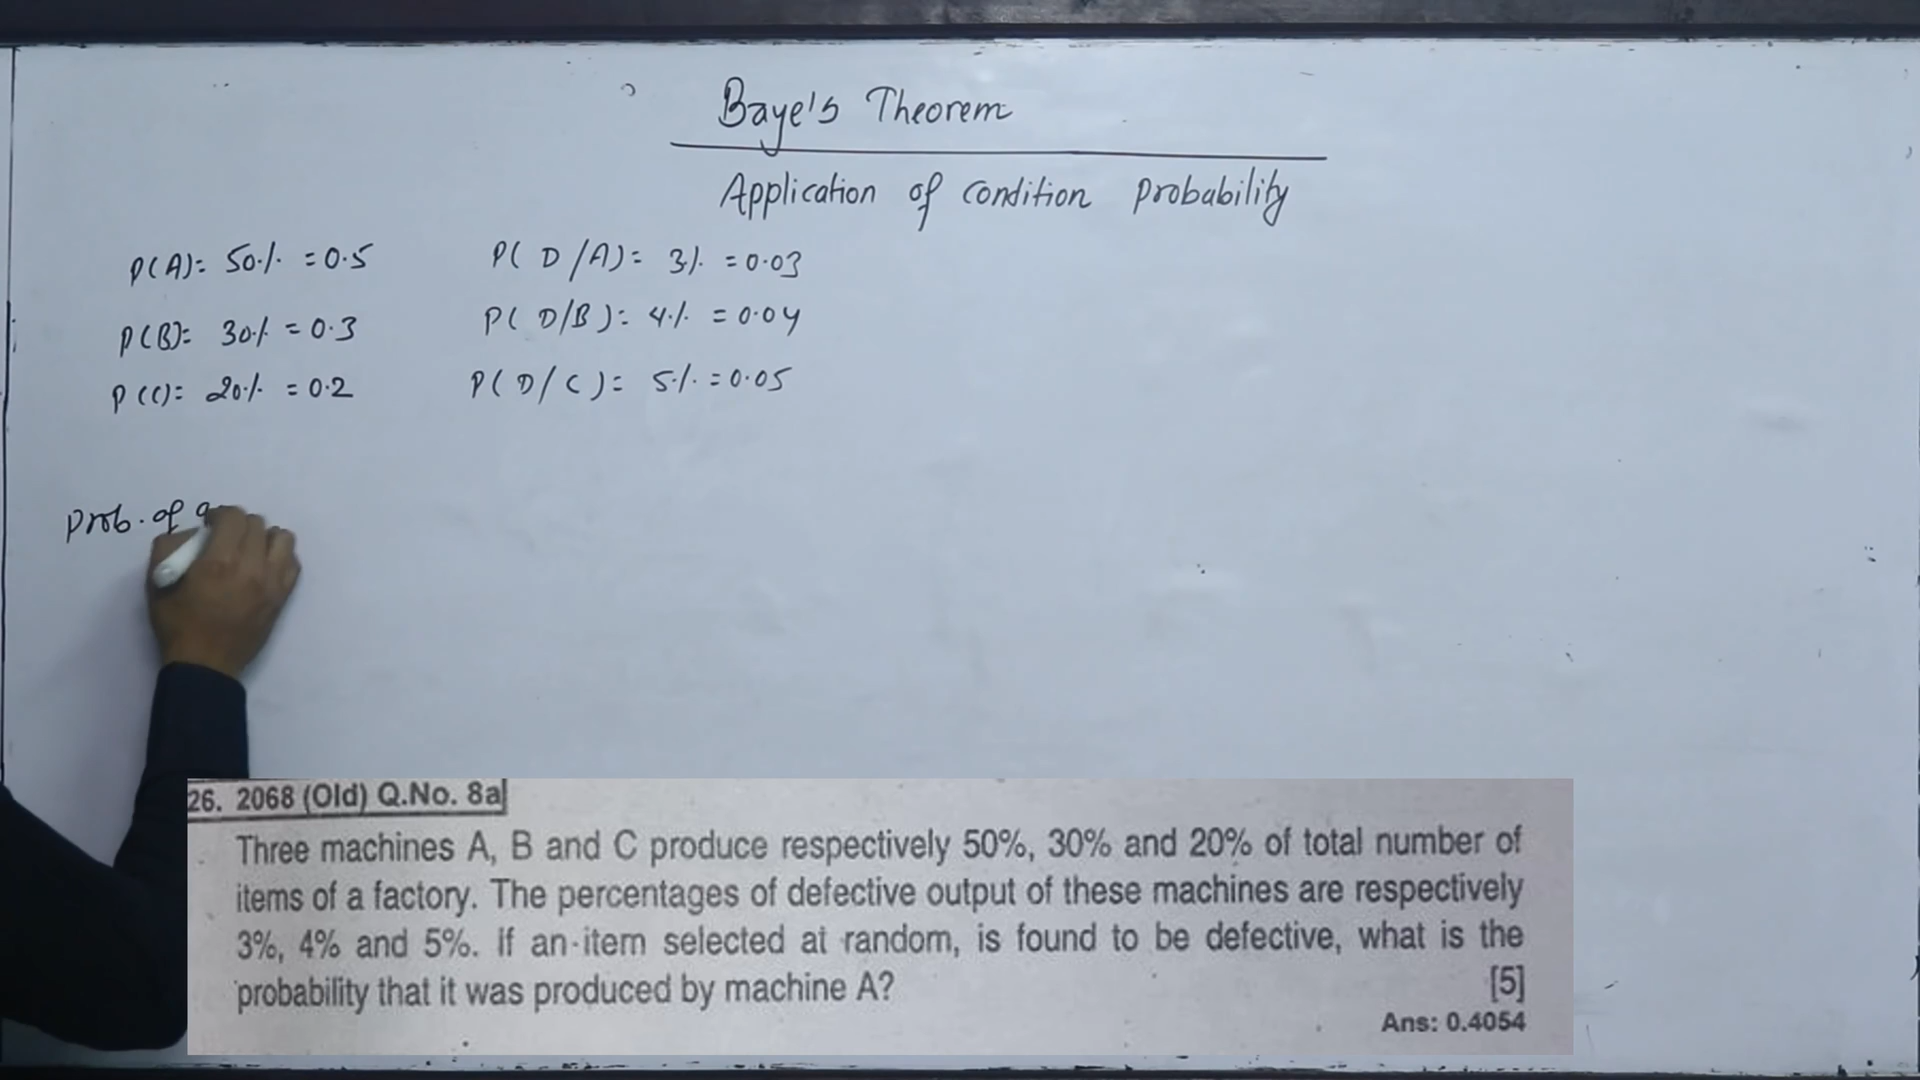 Baye's Theorem
Application of condition probability
P(A): 50% = 0.5
P(D/A): 3% = 0.03
P(B): 30% = 0.3
P(D/B): 4% = 0.04
P(C): 20% = 0.2
P(D/C): 5% = 0.05
Prob. of
26. 2068 (Old) Q.No. 8a
Three machines A, B and C produce respectively 50%, 30% and 20% of total number of
items of a factory. The percentages of defective output of these machines are respectively
3%, 4% and 5%. If an item selected at random, is found to be defective, what is the
probability that it was produced by machine A?
[5]
Ans: 0.4054